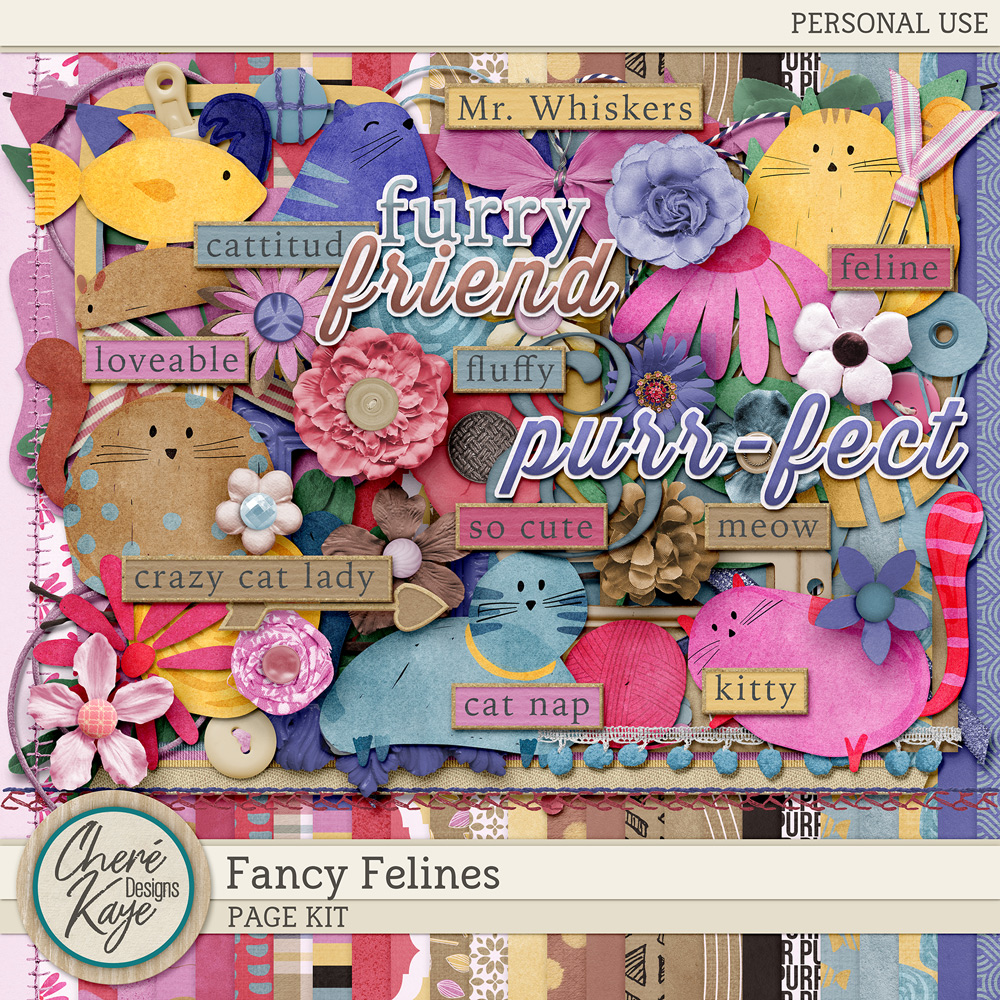 PERSONAL USE
Mr. Whiskers
furry
cattitud
friend
feline
loveable
fluffy
purr-fect
so cute
meow
crazy cat lady
kitty
cat nap
Cheré
Designs
Kaye
Fancy Felines
PAGE KIT